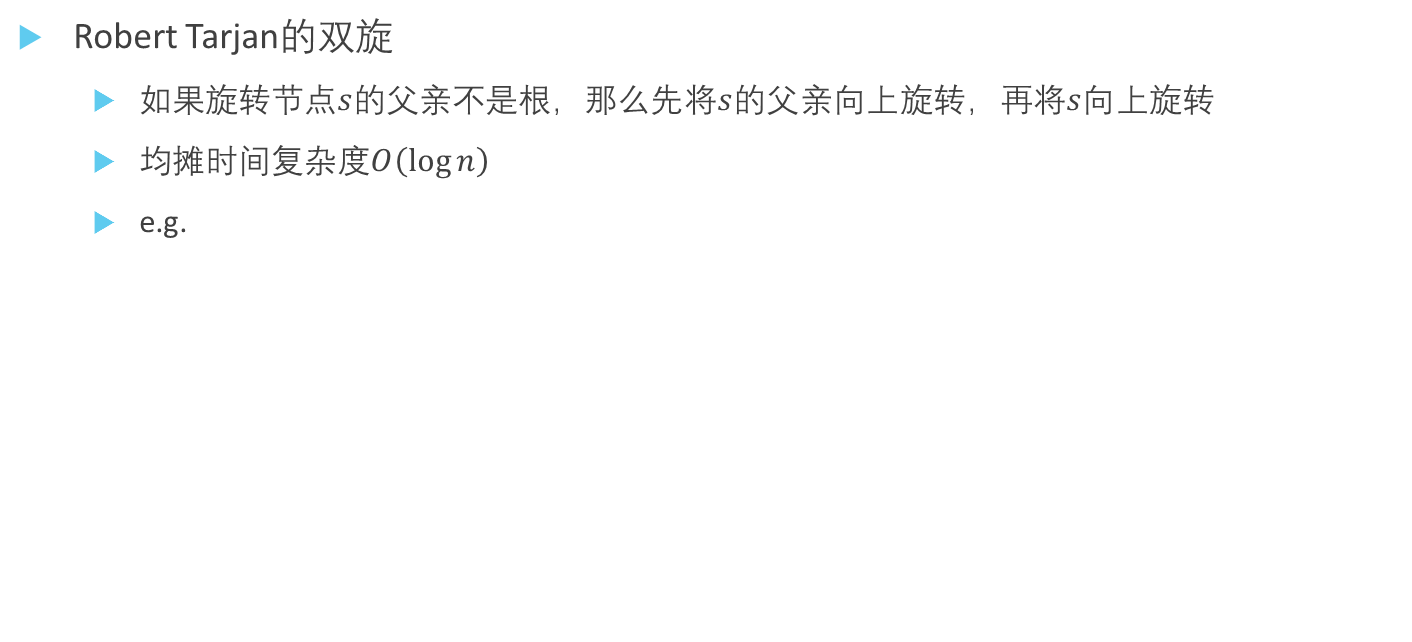 Robert Tarjan的双旋
如果旋转节点s的父亲不是根，那么先将s的父亲向上旋转，再将s向上旋转
均摊时间复杂度O(log n)
e.g.